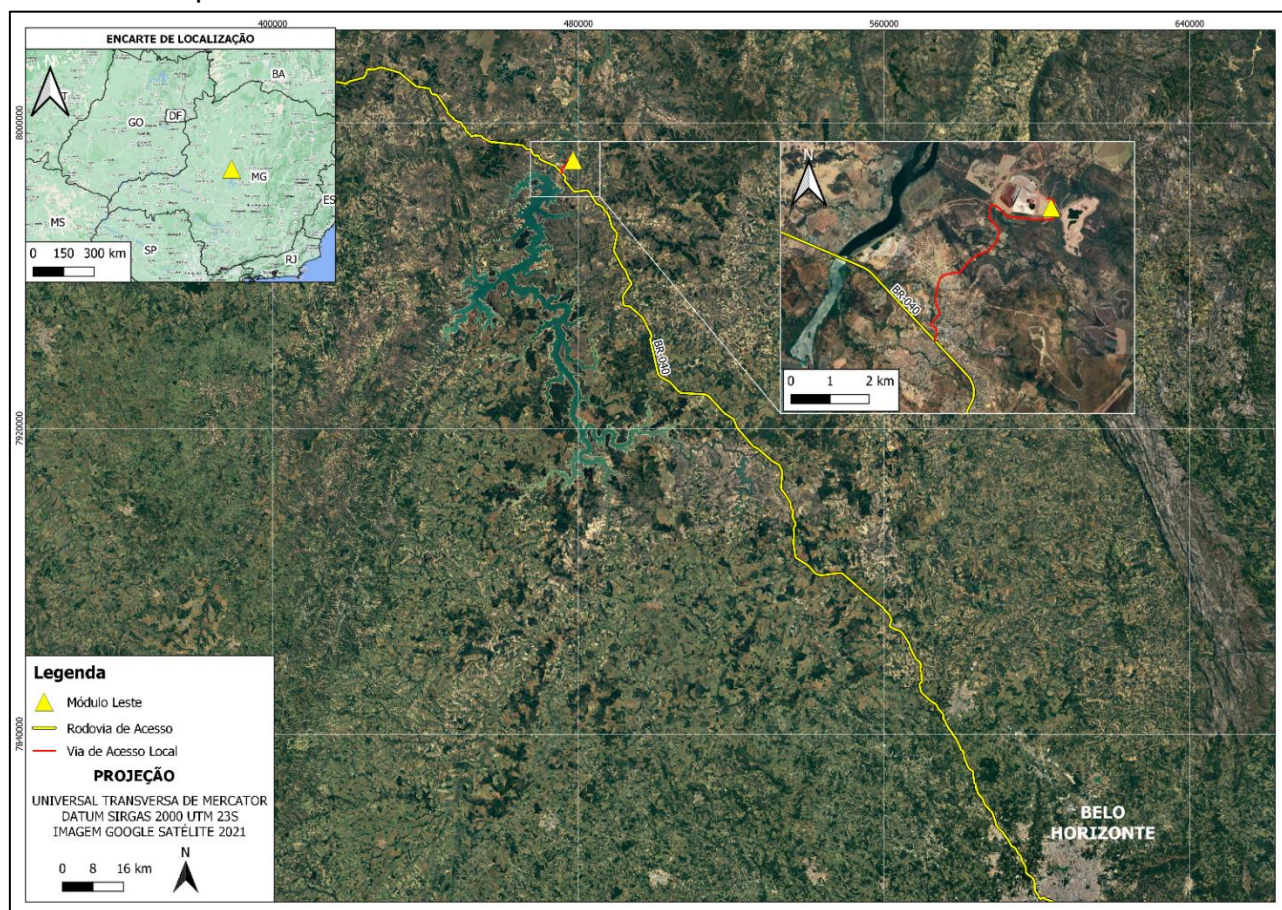 400000
480000
560000
640000
ENCARTE DE LOCALIZAÇÃO
N
BA
DF
GO
MG
ES
MS
SP
RJ
0 150 300 km
8000000
N
BR-040
0 1 2 km
BR-040
7920000
7840000
Legenda
Módulo Leste
Rodovia de Acesso
Via de Acesso Local
PROJEÇÃO
UNIVERSAL TRANSVERSA DE MERCATOR
DATUM SIRGAS 2000 UTM 23S
IMAGEM GOOGLE SATÉLITE 2021
N
0 8 16 km
BELO
HORIZONTE